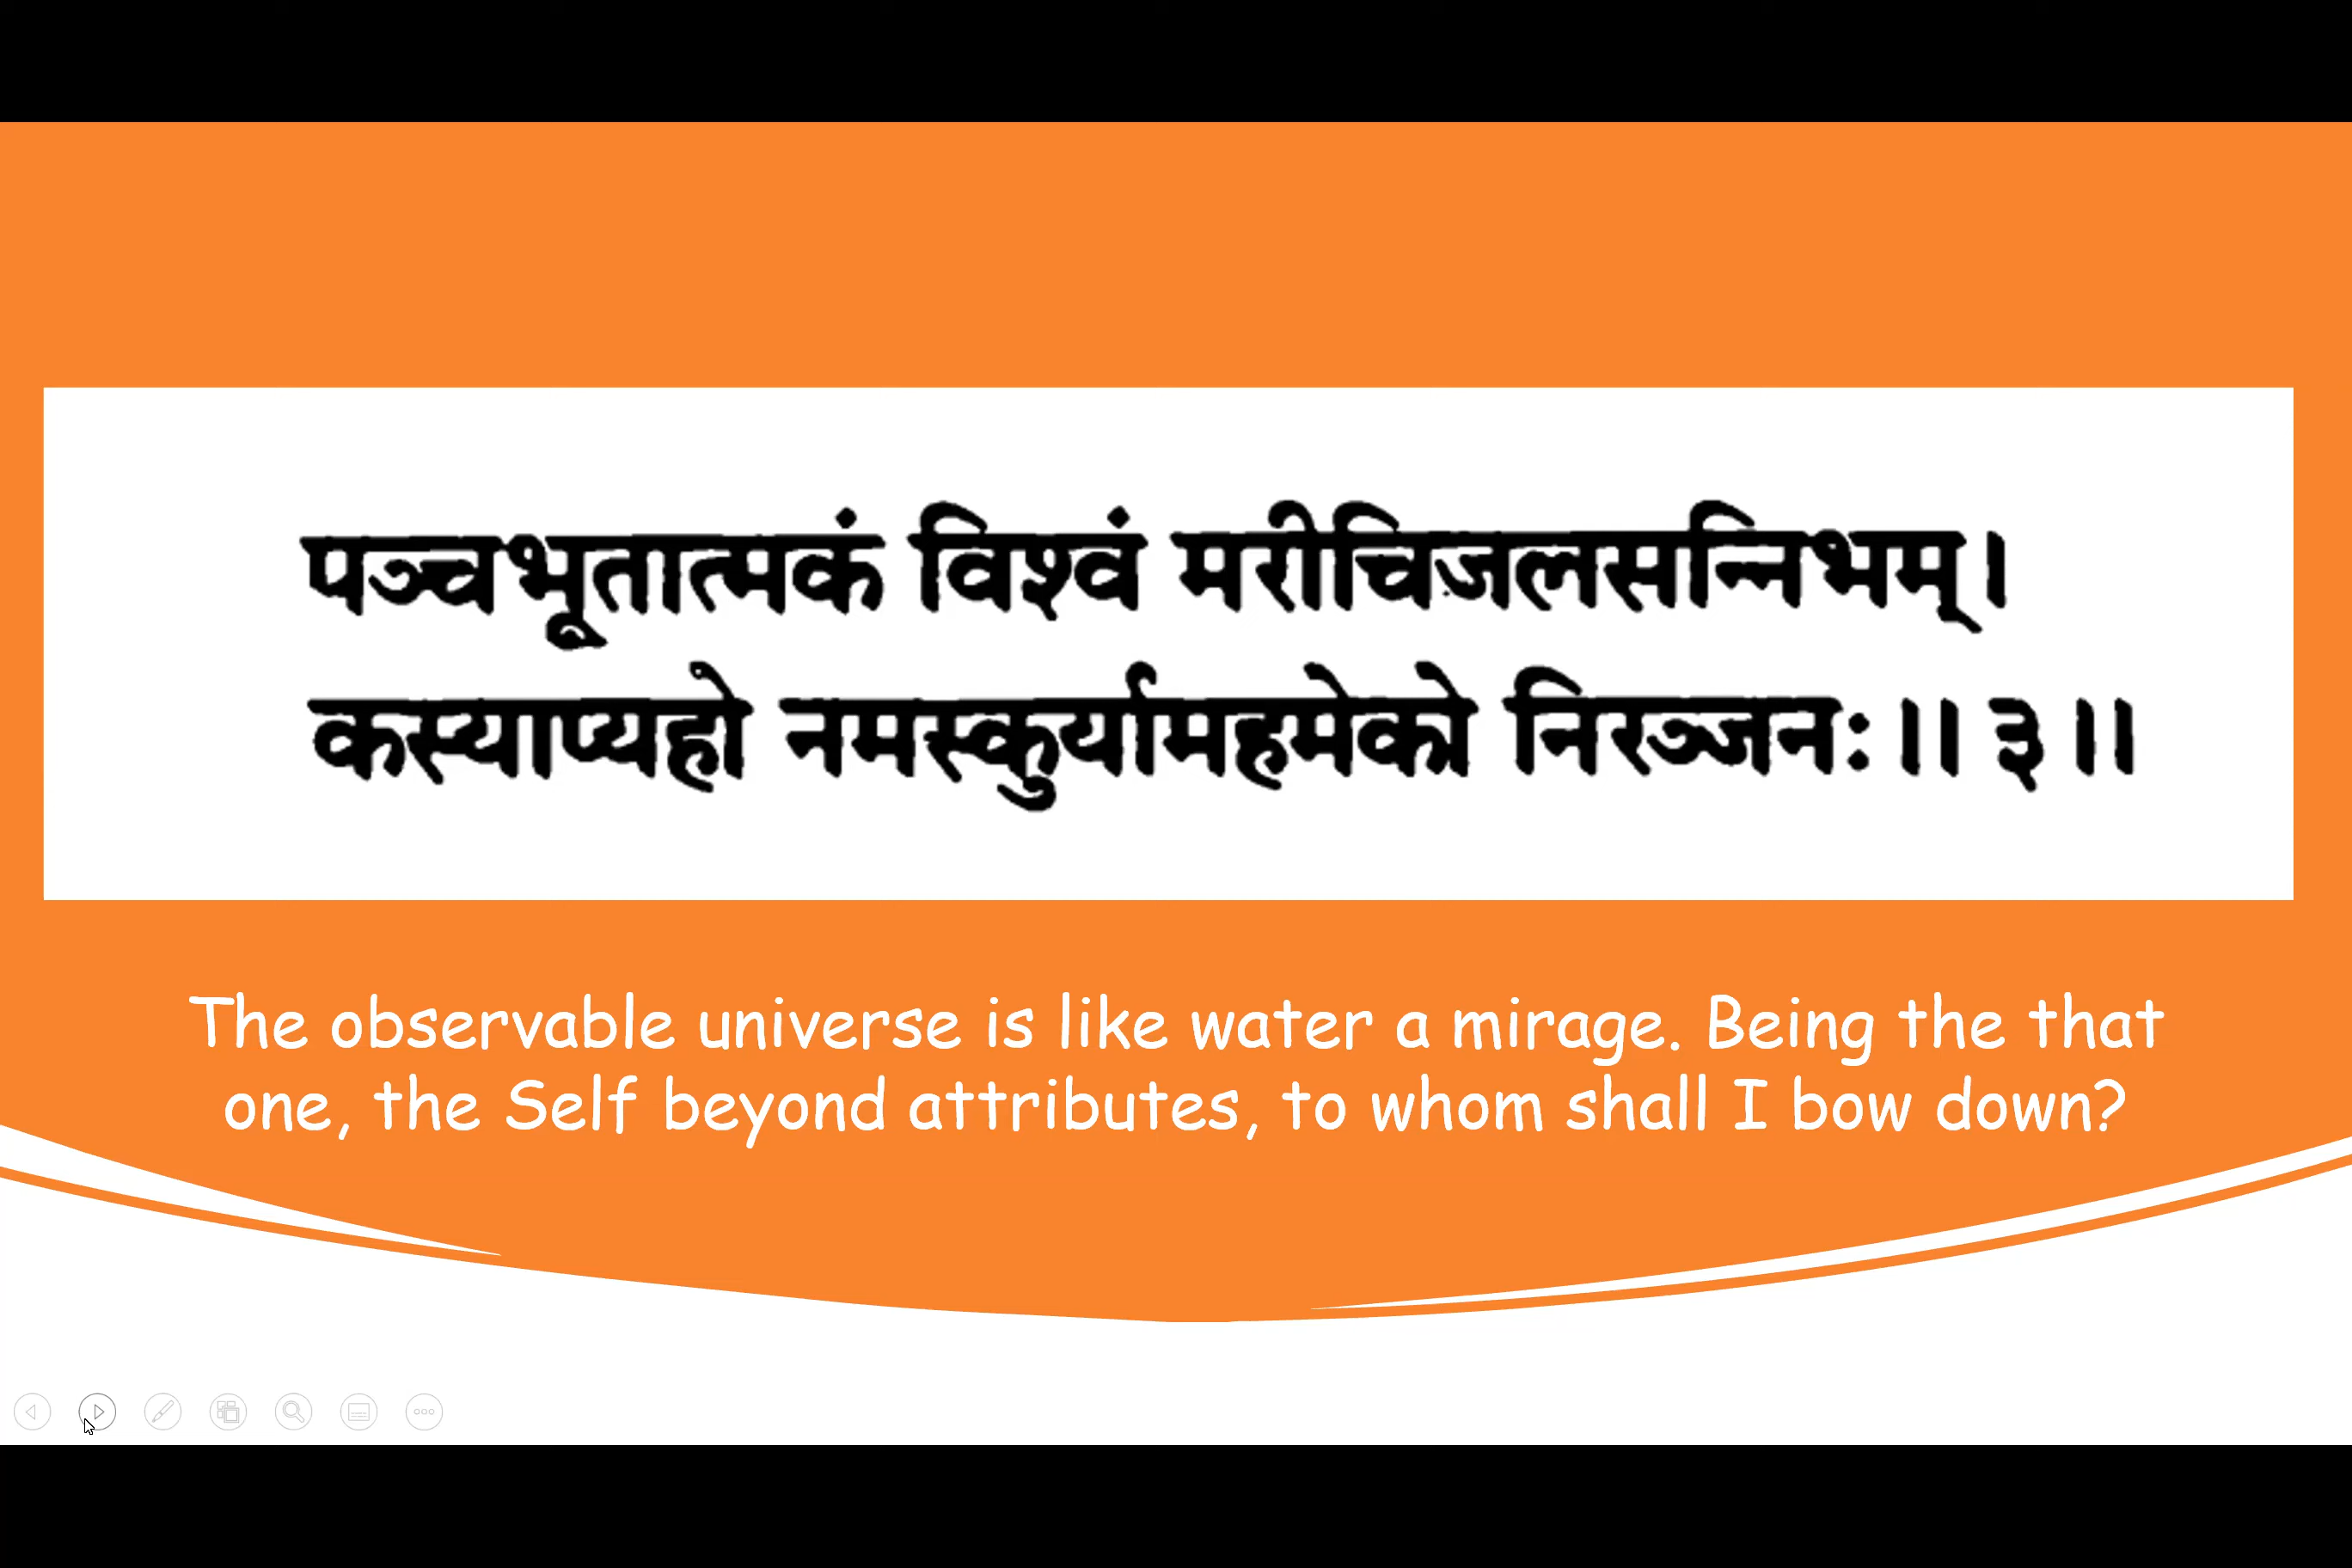 पञ्चभूतात्मकं विश्वं मरीचिजलसन्निभम्।
कस्याप्यहो नमस्कुर्यामहमेको निरञ्जनः॥ ३ ॥
The observable universe is like water a mirage. Being the that
one, the Self beyond attributes, to whom shall I bow down?